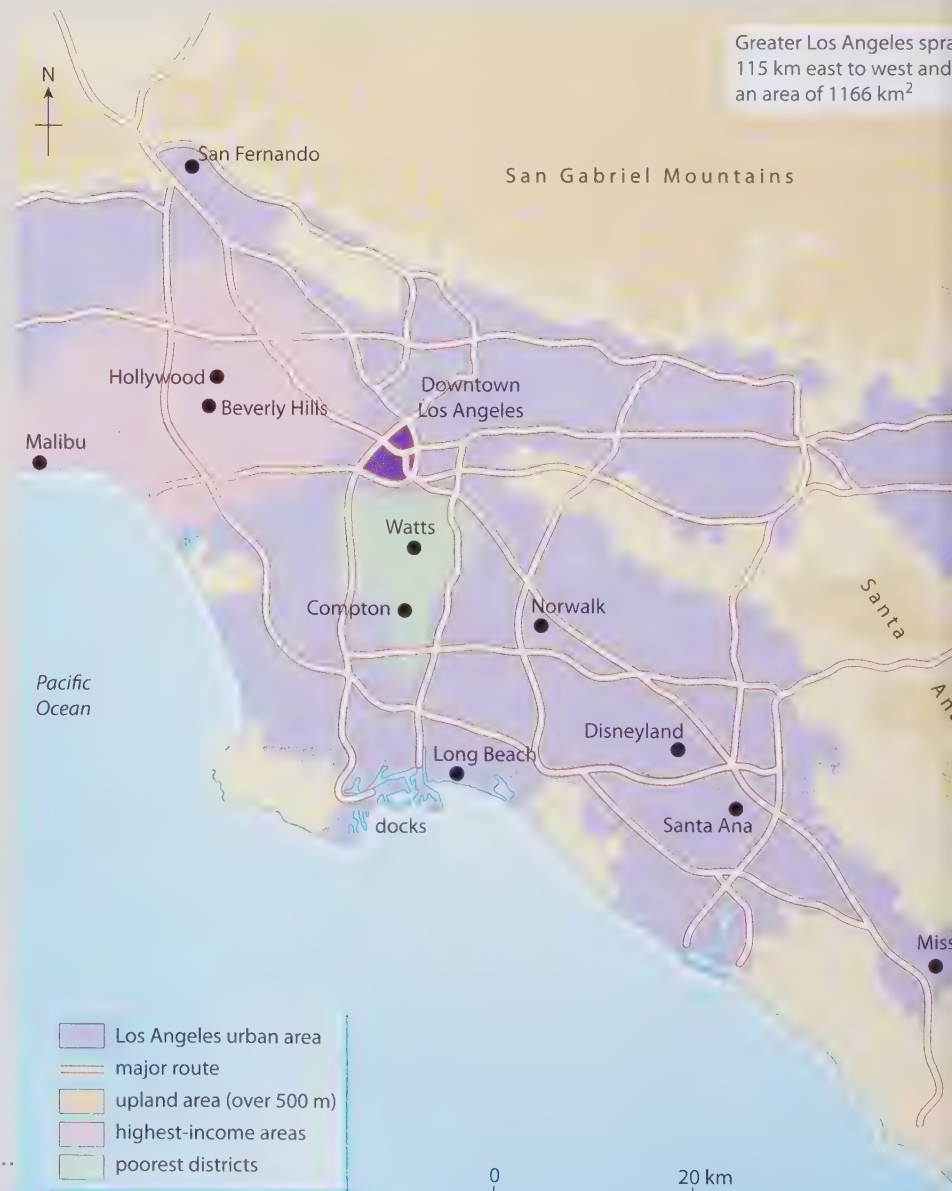 Greater Los Angeles spra
115 km east to west and
an area of 1166 km²
N
San Fernando
San Gabriel Mountains
Hollywood
Beverly Hills
Downtown
Los Angeles
Malibu
Watts
Compton
Norwalk
Santa
An
Pacific
Ocean
Disneyland
Long Beach
docks
Santa Ana
Miss
Los Angeles urban area
major route
upland area (over 500 m)
highest-income areas
poorest districts
0 20 km